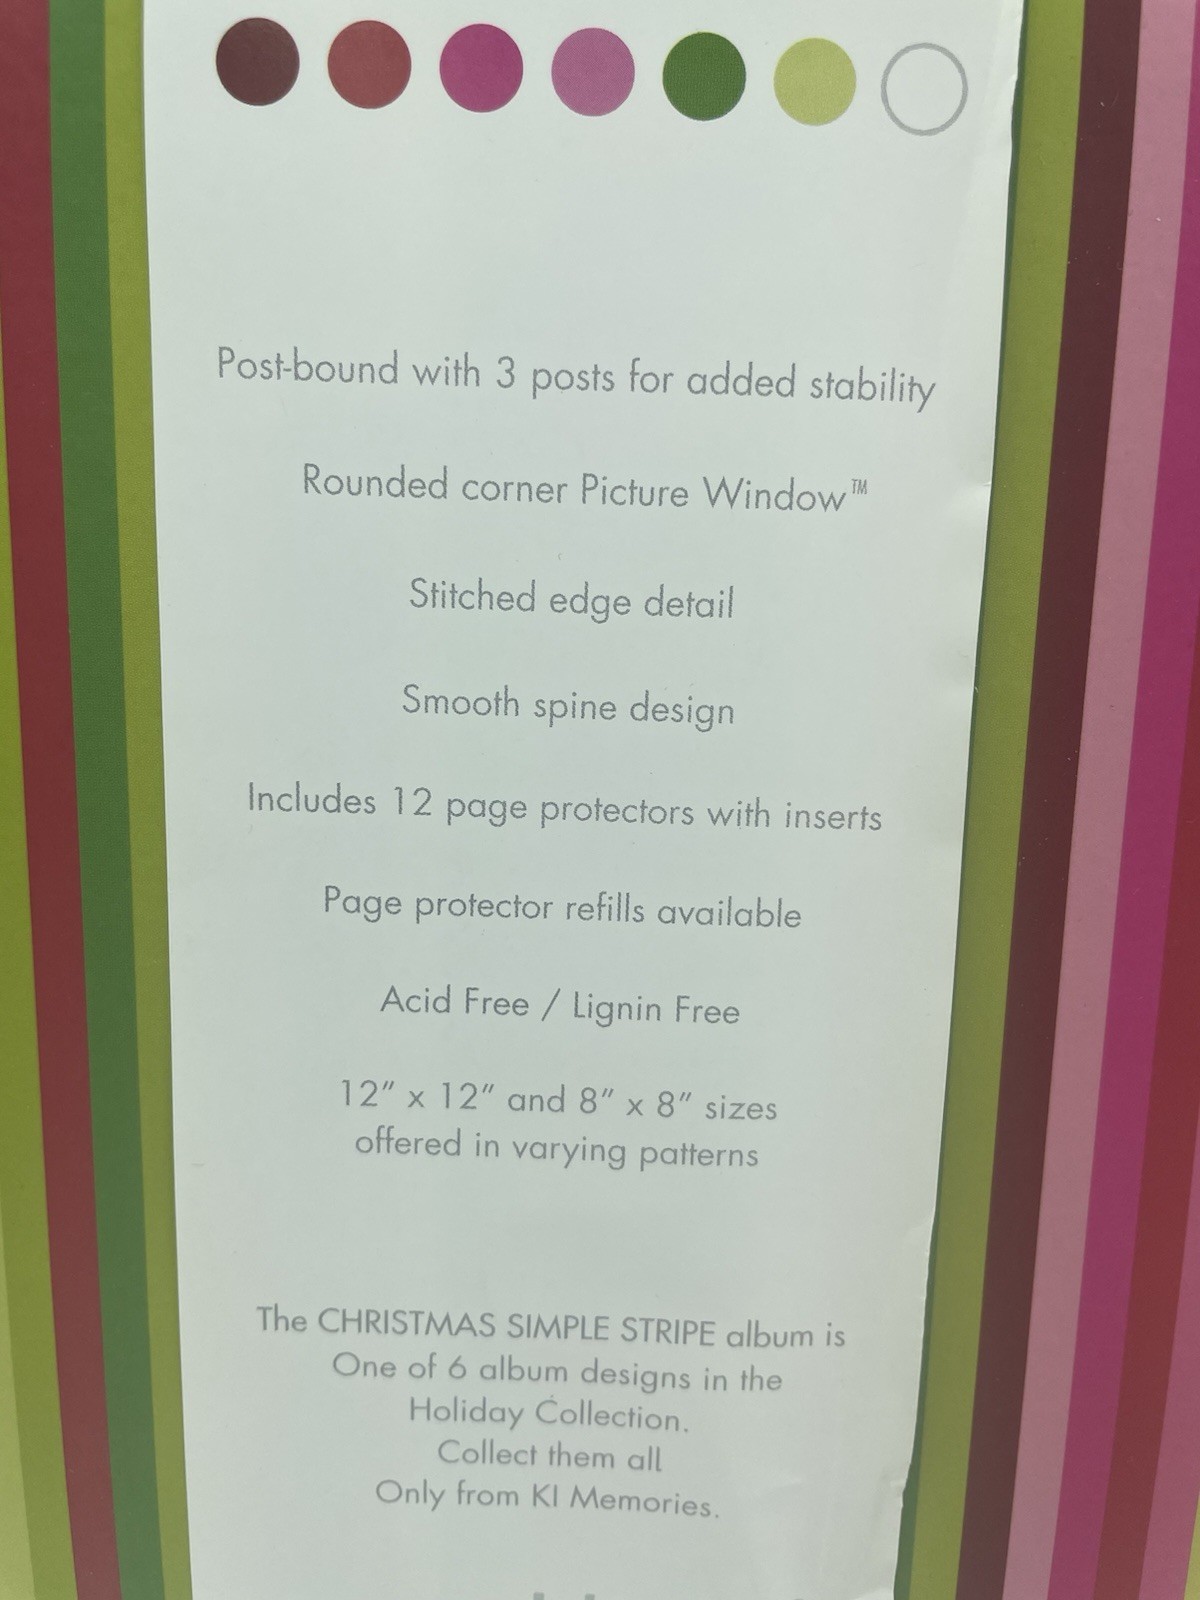 Post-bound with 3 posts for added stability
Rounded corner Picture Window™
Stitched edge detail
Smooth spine design
Includes 12 page protectors with inserts
Page protector refills available
Acid Free / Lignin Free
12" x 12" and 8" x 8" sizes
offered in varying patterns
The CHRISTMAS SIMPLE STRIPE album is
One of 6 album designs in the
Holiday Collection.
Collect them all
Only from KI Memories.